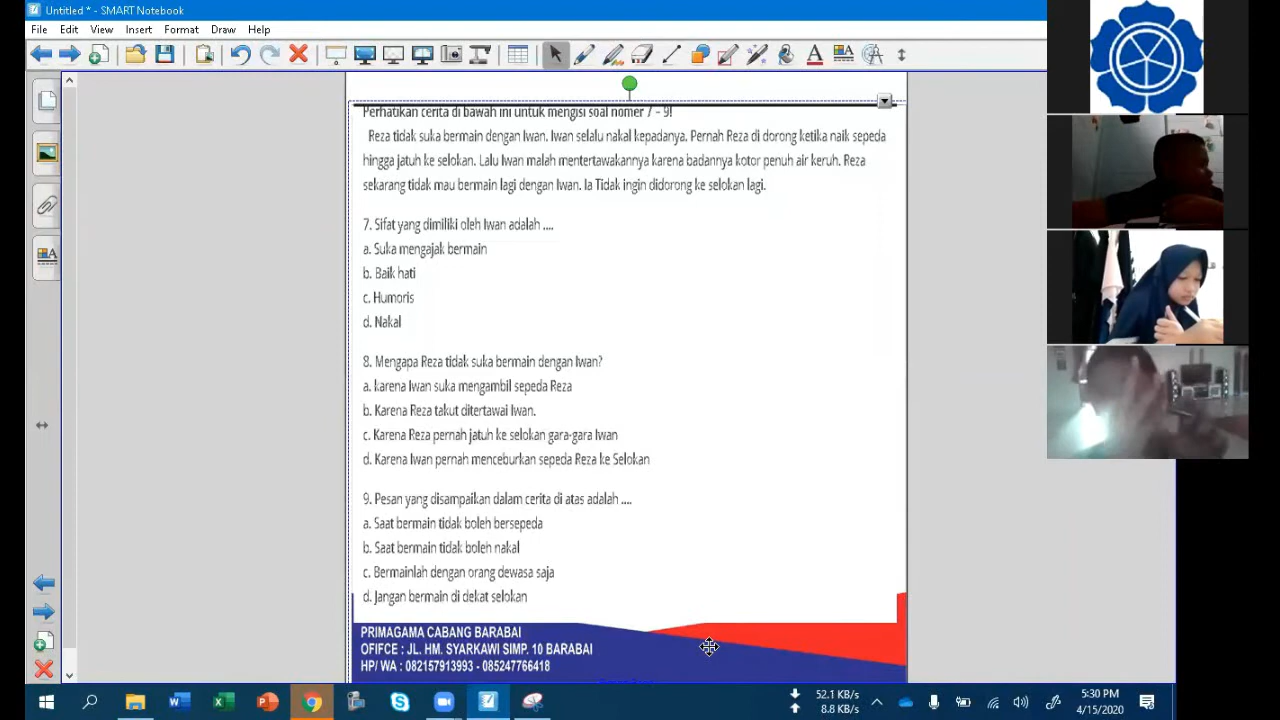 Untitled * - SMART Notebook
File Edit View Insert Format Draw Help
Perhatikan cerita di bawah ini untuk mengisi soal nomer 7 - 9!
Reza tidak suka bermain dengan Iwan. Iwan selalu nakal kepadanya. Pernah Reza di dorong ketika naik sepeda
hingga jatuh ke selokan. Lalu Iwan malah mentertawakannya karena badannya kotor penuh air keruh. Reza
sekarang tidak mau bermain lagi dengan Iwan. Ia Tidak ingin didorong ke selokan lagi.
7. Sifat yang dimiliki oleh Iwan adalah ....
a. Suka mengajak bermain
b. Baik hati
c. Humoris
d. Nakal
8. Mengapa Reza tidak suka bermain dengan Iwan?
a. karena Iwan suka mengambil sepeda Reza
b. Karena Reza takut ditertawai Iwan.
c. Karena Reza pernah jatuh ke selokan gara-gara Iwan
d. Karena Iwan pernah menceburkan sepeda Reza ke Selokan
9. Pesan yang disampaikan dalam cerita di atas adalah ....
a. Saat bermain tidak boleh bersepeda
b. Saat bermain tidak boleh nakal
c. Bermainlah dengan orang dewasa saja
d. Jangan bermain di dekat selokan
PRIMAGAMA CABANG BARABAI
OFIFCE : JL. HM. SYARKAWI SIMP. 10 BARABAI
HP/ WA : 082157913993 - 085247766418
52.1 KB/s
8.8 KB/s
5:30 PM
4/15/2020